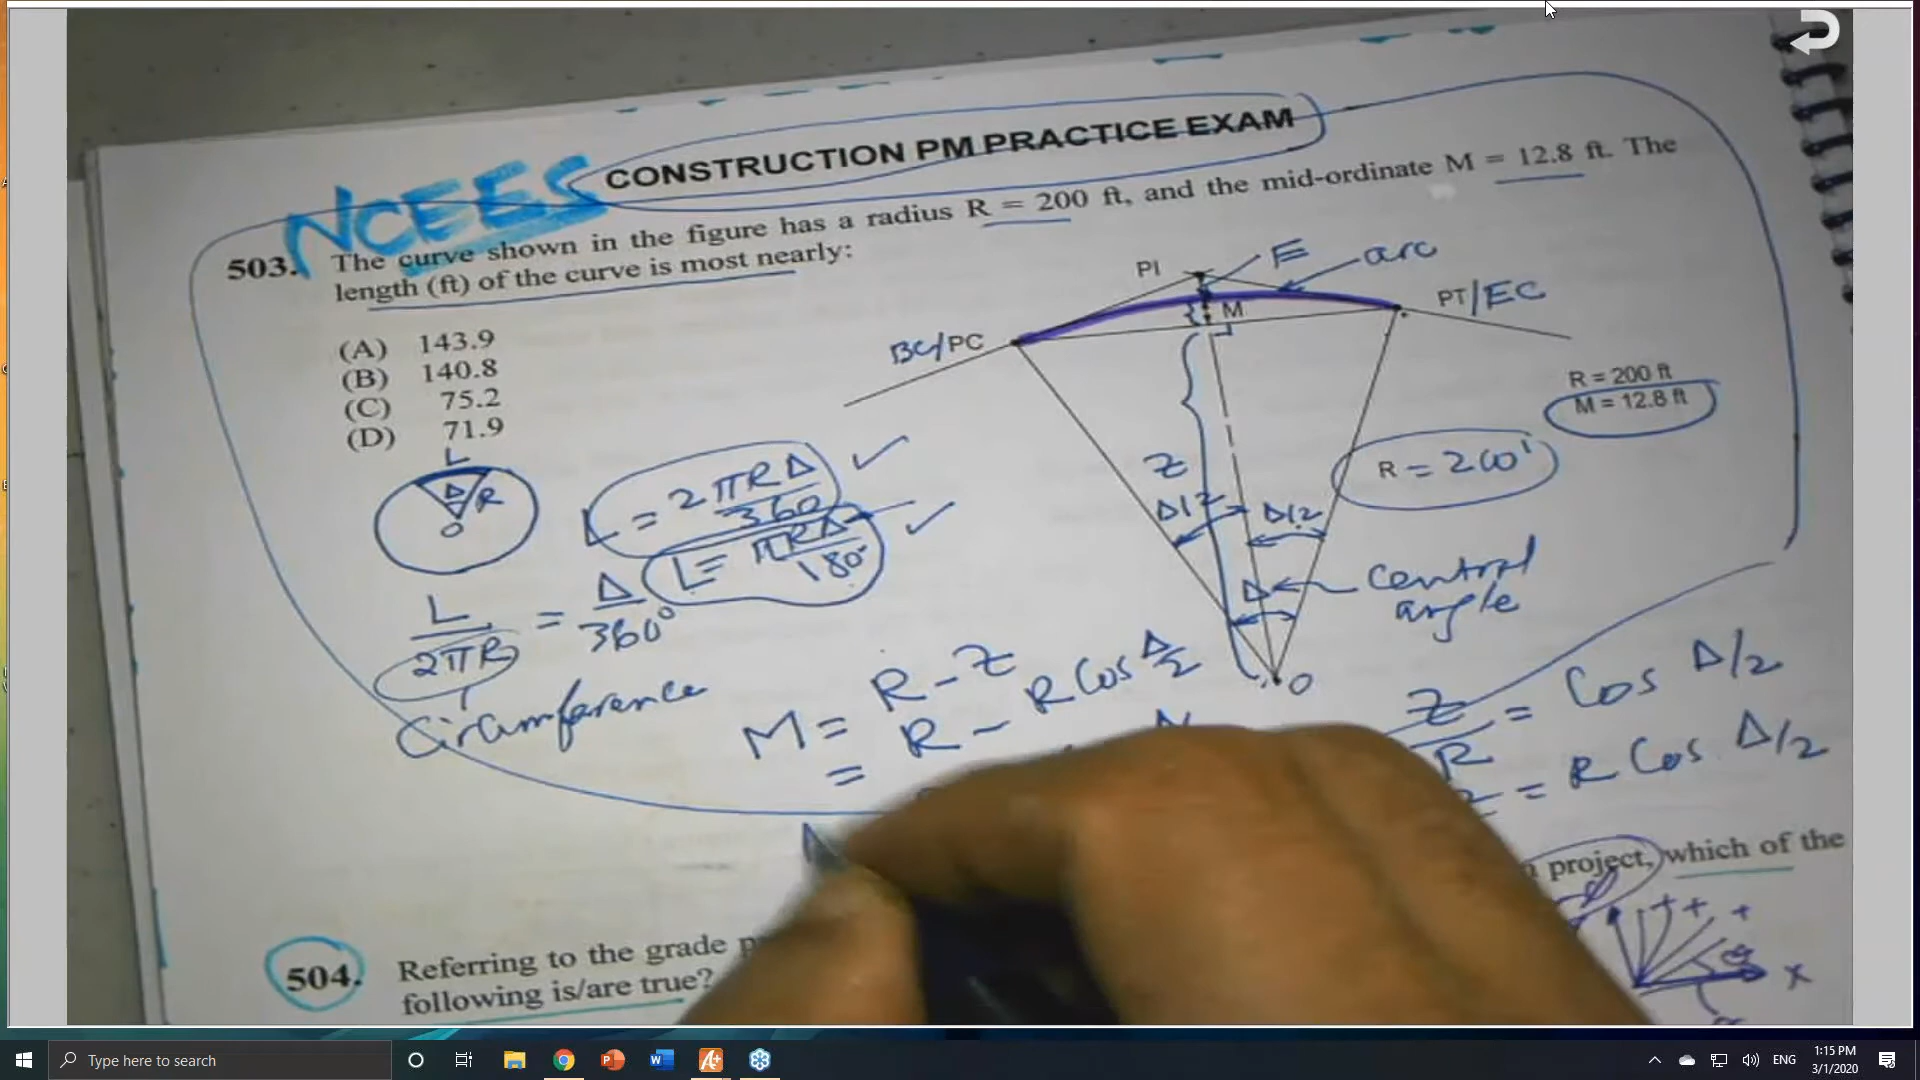 CONSTRUCTION PM PRACTICE EXAM
NCEES
503. The curve shown in the figure has a radius R = 200 ft, and the mid-ordinate M = 12.8 ft. The
length (ft) of the curve is most nearly:
(A) 143.9
(B) 140.8
(C) 75.2
(D) 71.9
PI
E
arc
M
PT/EC
BC/PC
R = 200 ft
M = 12.8 ft
R = 200'
Z
Δ/2
Δ/2
Δ
central
angle
O
L
Δ
R
O
L = 2πRΔ
360
L = πRΔ
180°
L = Δ
2πR 360°
Circumference
M = R - Z
= R - R Cos Δ/2
Z = Cos Δ/2
R
= R Cos Δ/2
project, which of the
504. Referring to the grade
following is/are true?
+ + +
X
Type here to search
ENG
1:15 PM
3/1/2020